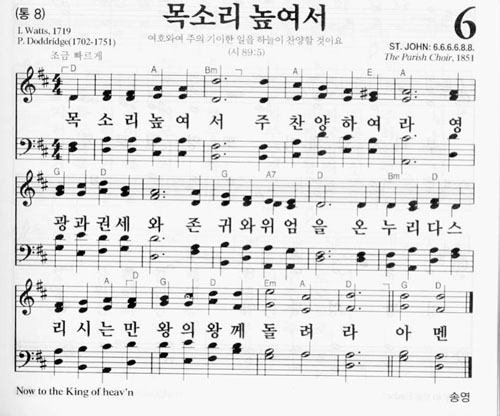 (통 8)
목소리 높여서
6
I. Watts, 1719
P. Doddridge(1702-1751)
조금 빠르게
여호와여 주의 기이한 일을 하늘이 찬양할 것이요
(시 89:5)
ST. JOHN: 6.6.6.6.8.8.
The Parish Choir, 1851
D A Bm A E A
목 소 리 높 여 서 주 찬 양 하 여 라 영
G D G D G A7 D Bm D
광 과 권 세 와 존 귀 와 위 엄 을 온 누 리 다 스
G D G Em D G D
리 시 는 만 왕 의 왕 께 돌 려 라 아 멘
Now to the King of heav'n
송영